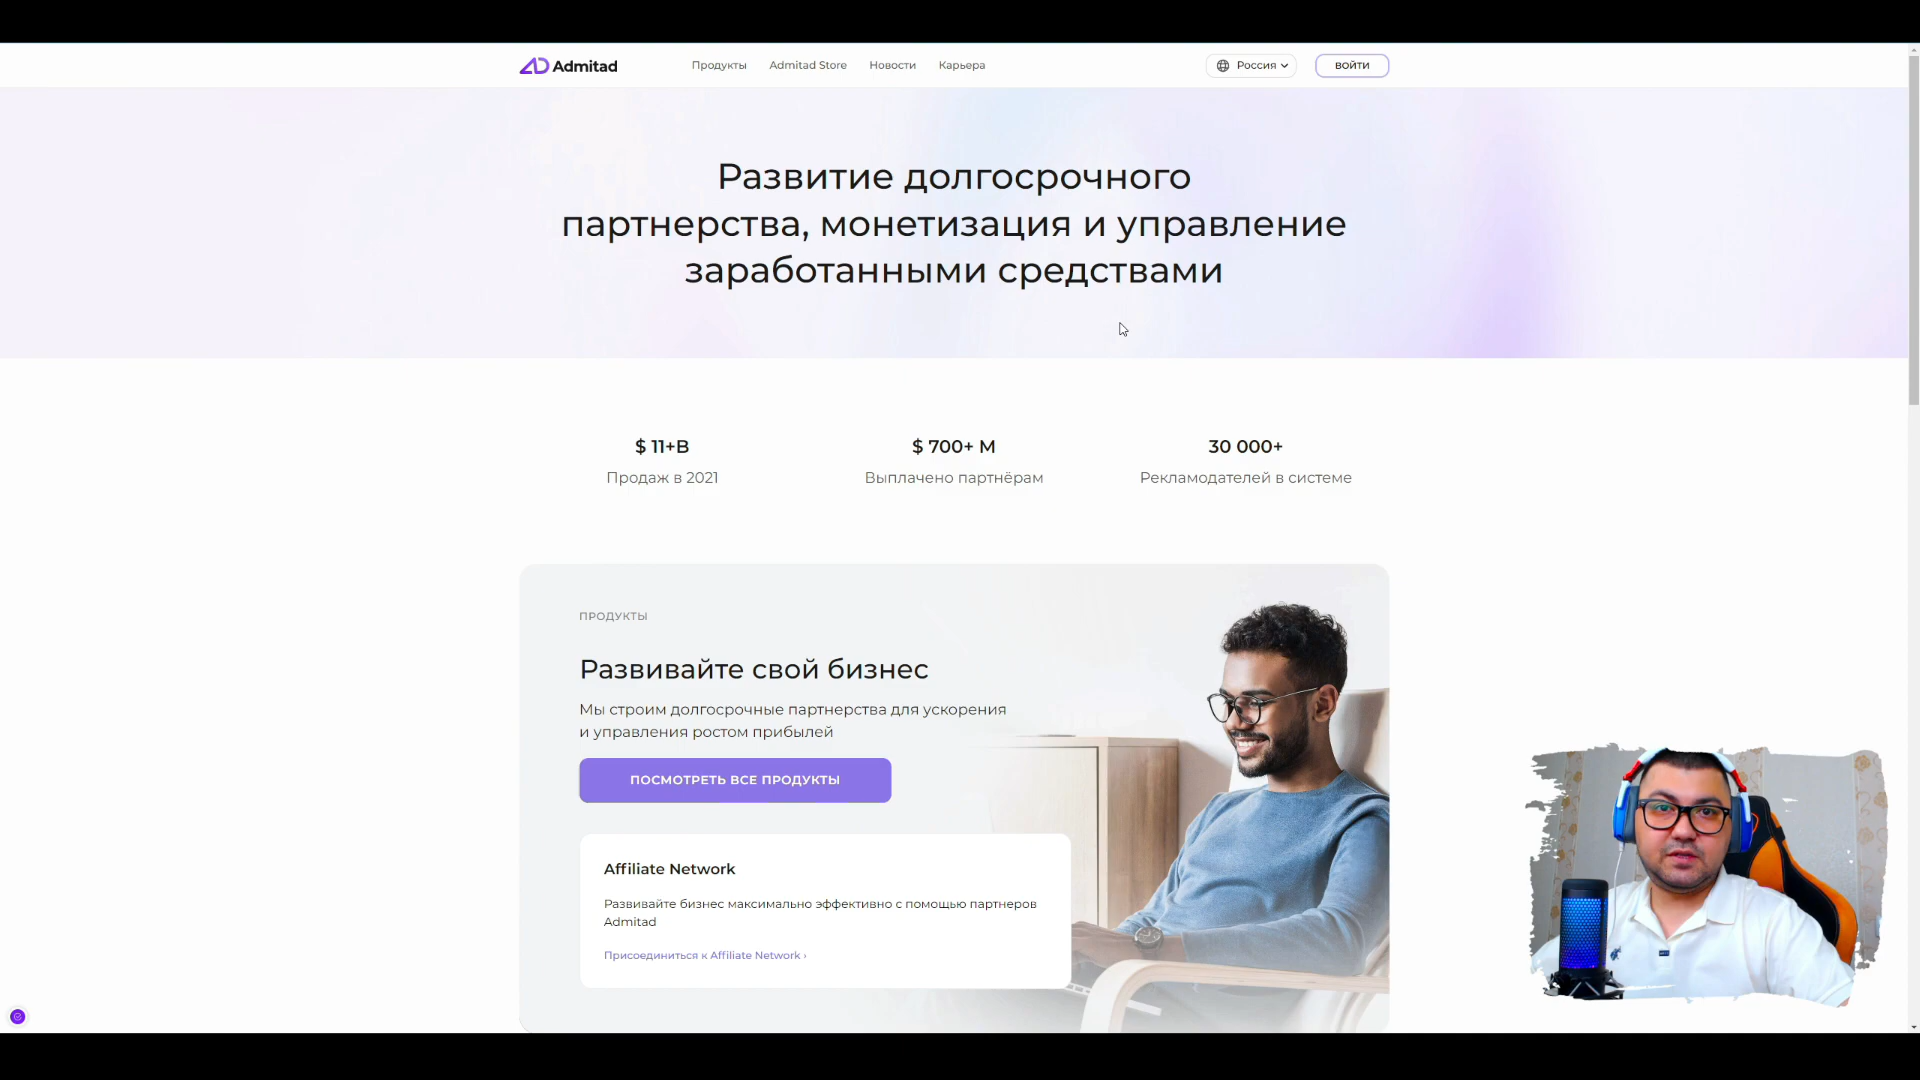 Admitad
Продукты
Admitad Store
Новости
Карьера
Россия
ВОЙТИ
Развитие долгосрочного
партнерства, монетизация и управление
заработанными средствами
$ 11+B
$ 700+ M
30 000+
Продаж в 2021
Выплачено партнёрам
Рекламодателей в системе
ПРОДУКТЫ
Развивайте свой бизнес
Мы строим долгосрочные партнерства для ускорения
и управления ростом прибылей
ПОСМОТРЕТЬ ВСЕ ПРОДУКТЫ
Affiliate Network
Развивайте бизнес максимально эффективно с помощью партнеров
Admitad
Присоединиться к Affiliate Network ›